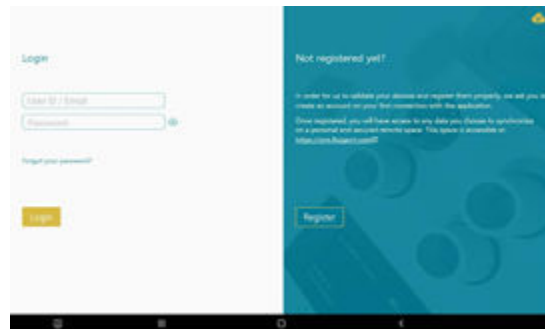 Login
User ID / Email
Password
Forgot your password?
Login
Not registered yet?
In order for us to validate your devices and register them properly, we ask you to
create an account on your first connection with the application.
Once registered, you will have access to any data you choose to synchronize
on a personal and secured remote space. This space is accessible on
Register